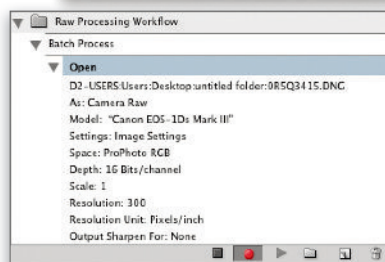 Raw Processing Workflow
Batch Process
Open
D2-USERS:Users:Desktop:untitled folder:0R5Q3415.DNG
As: Camera Raw
Model: "Canon EOS-1Ds Mark III"
Settings: Image Settings
Space: ProPhoto RGB
Depth: 16 Bits/channel
Scale: 1
Resolution: 300
Resolution Unit: Pixels/inch
Output Sharpen For: None